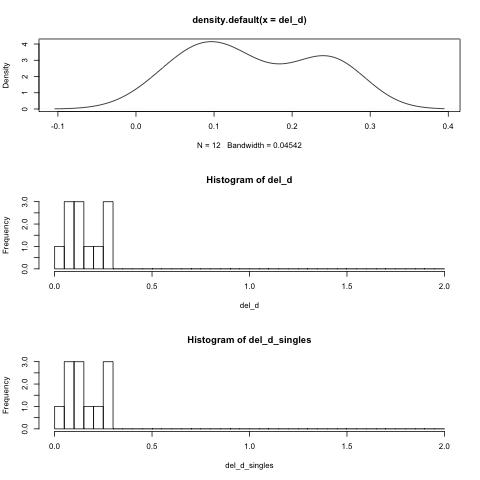 density.default(x = del_d)
Density
0 1 2 3 4
-0.1 0.0 0.1 0.2 0.3 0.4
N = 12 Bandwidth = 0.04542
Histogram of del_d
Frequency
0.0 1.0 2.0 3.0
0.0 0.5 1.0 1.5 2.0
del_d
Histogram of del_d_singles
Frequency
0.0 1.0 2.0 3.0
0.0 0.5 1.0 1.5 2.0
del_d_singles